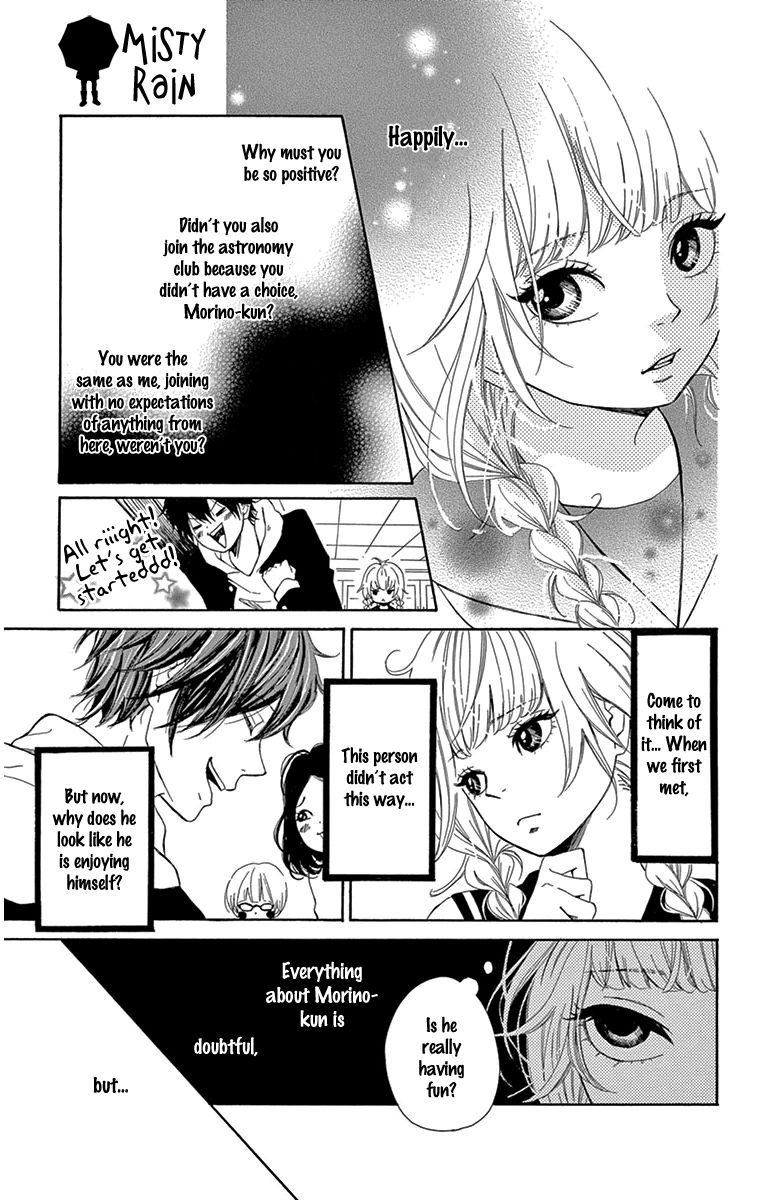 MiSTY
RaiN
Happily...
Why must you
be so positive?
Didn't you also
join the astronomy
club because you
didn't have a choice,
Morino-kun?
You were the
same as me, joining
with no expectations
of anything from
here, weren't you?
All riiight!
Let's get
starteddd!
Come to
think of
it... When
we first
met,
This person
didn't act
this way...
But now,
why does he
look like he
is enjoying
himself?
Is he
really
having
fun?
Everything
about Morino-
kun is
doubtful,
but...